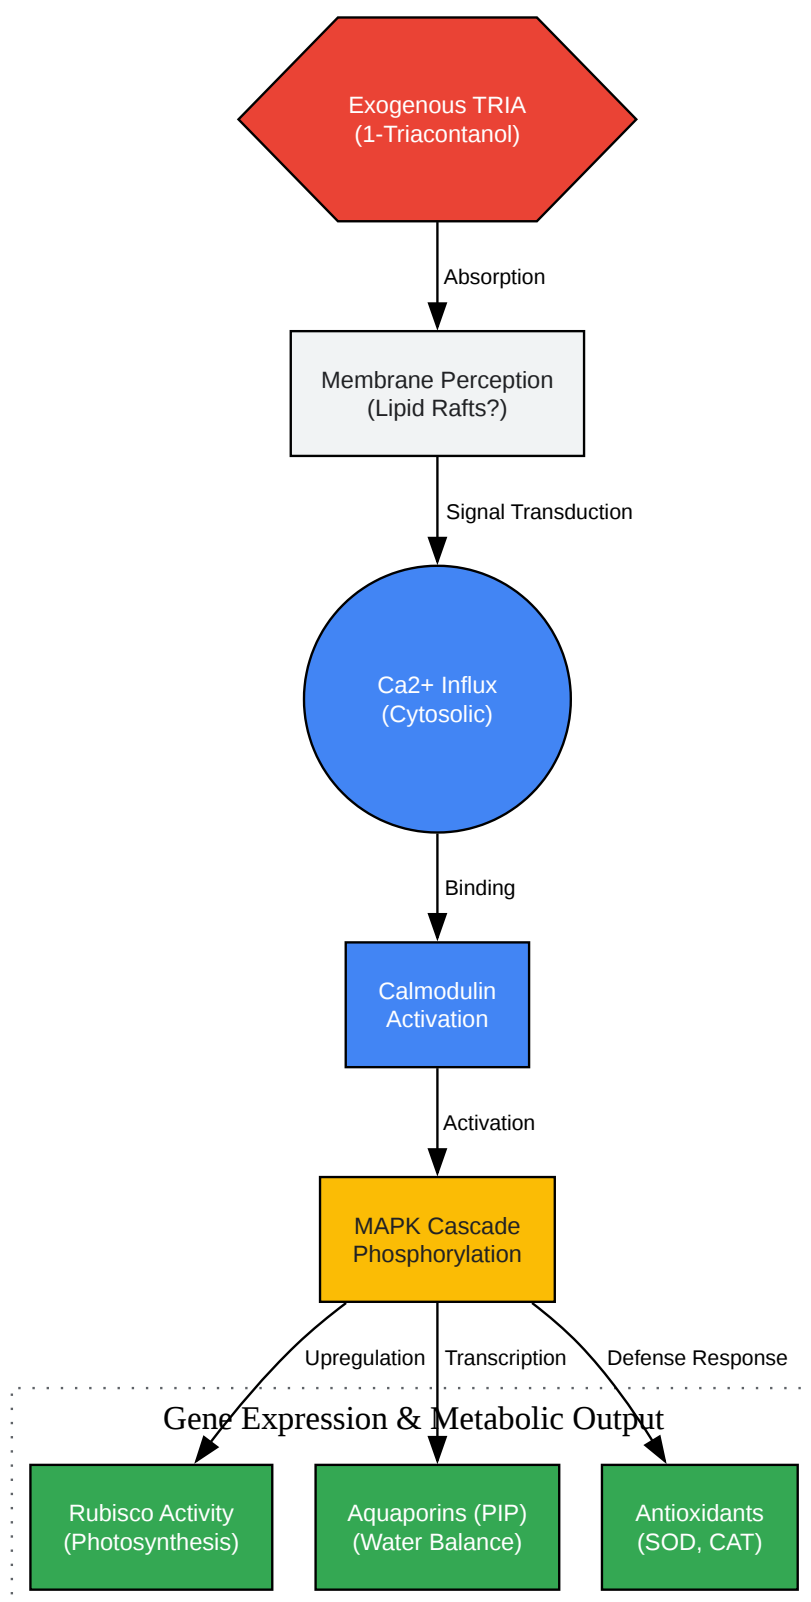 Exogenous TRIA
(1-Triacontanol)
Absorption
Membrane Perception
(Lipid Rafts?)
Signal Transduction
Ca2+ Influx
(Cytosolic)
Binding
Calmodulin
Activation
Activation
MAPK Cascade
Phosphorylation
Upregulation
Transcription
Defense Response
Gene Expression & Metabolic Output
Rubisco Activity
(Photosynthesis)
Aquaporins (PIP)
(Water Balance)
Antioxidants
(SOD, CAT)